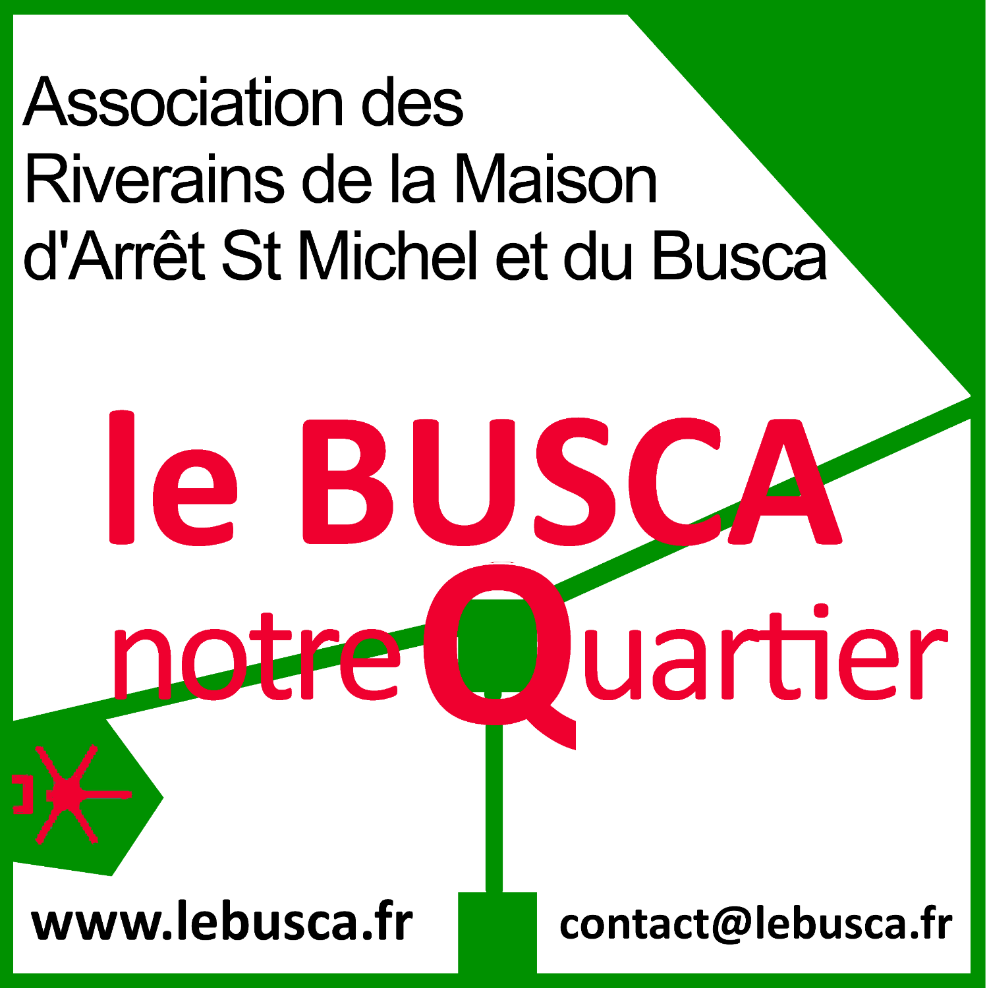 Association des
Riverains de la Maison
d'Arrêt St Michel et du Busca
le BUSCA
notre Quartier
www.lebusca.fr
contact@lebusca.fr